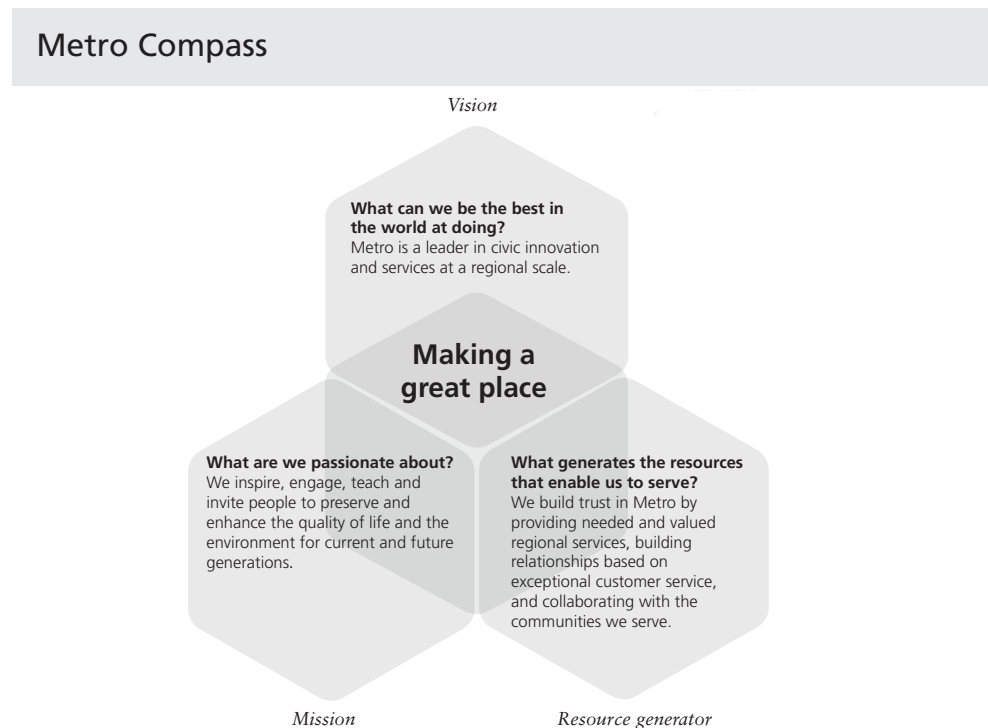 Metro Compass
Vision
What can we be the best in
the world at doing?
Metro is a leader in civic innovation
and services at a regional scale.
Making a
great place
What are we passionate about?
We inspire, engage, teach and
invite people to preserve and
enhance the quality of life and the
environment for current and future
generations.
What generates the resources
that enable us to serve?
We build trust in Metro by
providing needed and valued
regional services, building
relationships based on
exceptional customer service,
and collaborating with the
communities we serve.
Mission
Resource generator